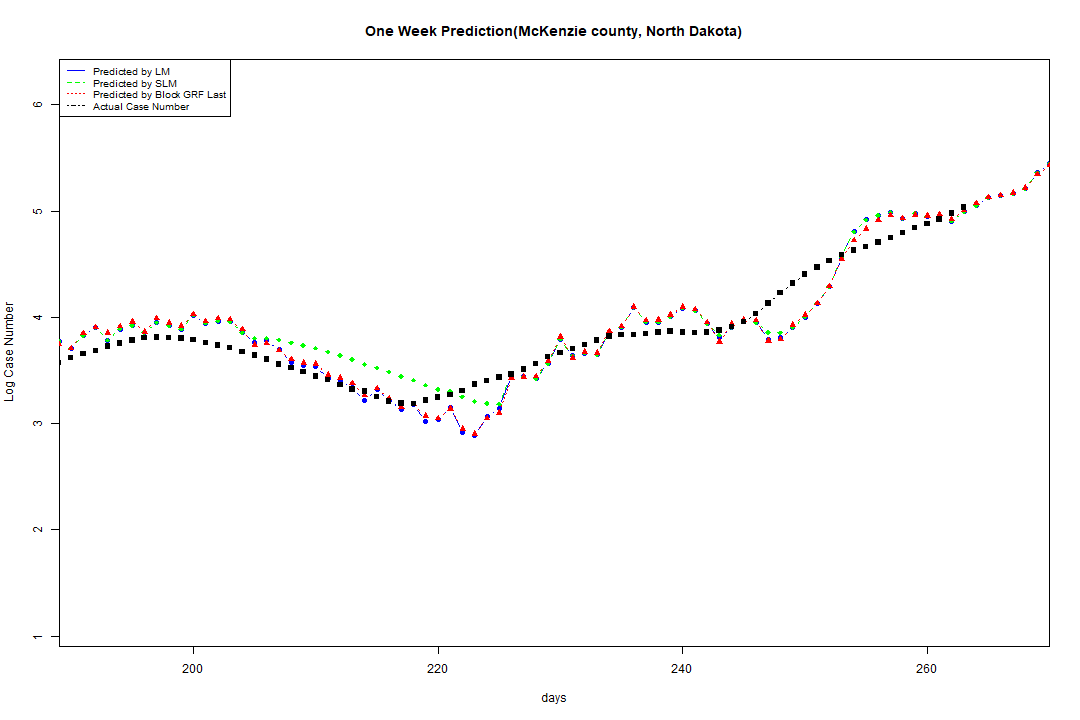 One Week Prediction(McKenzie county, North Dakota)
Predicted by LM
Predicted by SLM
Predicted by Block GRF Last
Actual Case Number
6
5
4
3
2
1
Log Case Number
200 220 240 260
days